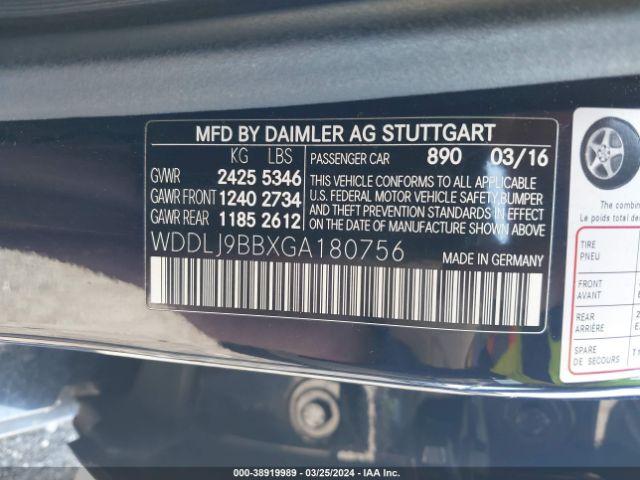 MFD BY DAIMLER AG STUTTGART
KG LBS
GVWR 2425 5346
GAWR FRONT 1240 2734
GAWR REAR 1185 2612
PASSENGER CAR 890 03/16
THIS VEHICLE CONFORMS TO ALL APPLICABLE
U.S. FEDERAL MOTOR VEHICLE SAFETY, BUMPER
AND THEFT PREVENTION STANDARDS IN EFFECT
ON THE DATE OF MANUFACTURE SHOWN ABOVE
WDDLJ9BBXGA180756
MADE IN GERMANY
The combine
Le poids total de
TIRE
PNEU
FRONT
AVANT
REAR
ARRIÈRE
SPARE
DE SECOURS
000-38919989 - 03/25/2024 - IAA Inc.